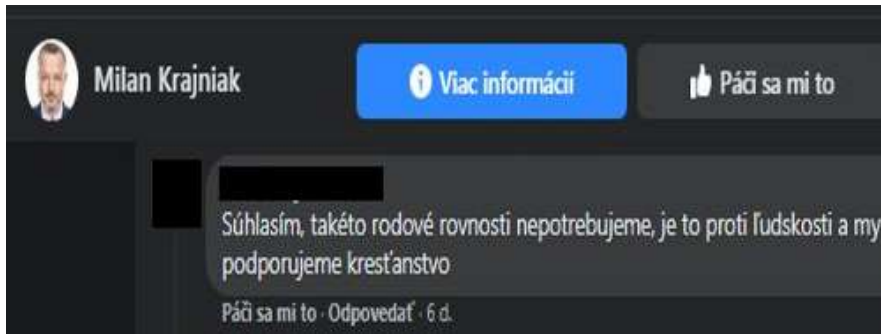 Milan Krajniak
Viac informácií
Páči sa mi to
Súhlasím, takéto rodové rovnosti nepotrebujeme, je to proti ľudskosti a my
podporujeme kresťanstvo
Páči sa mi to · Odpovedať · 6 d.